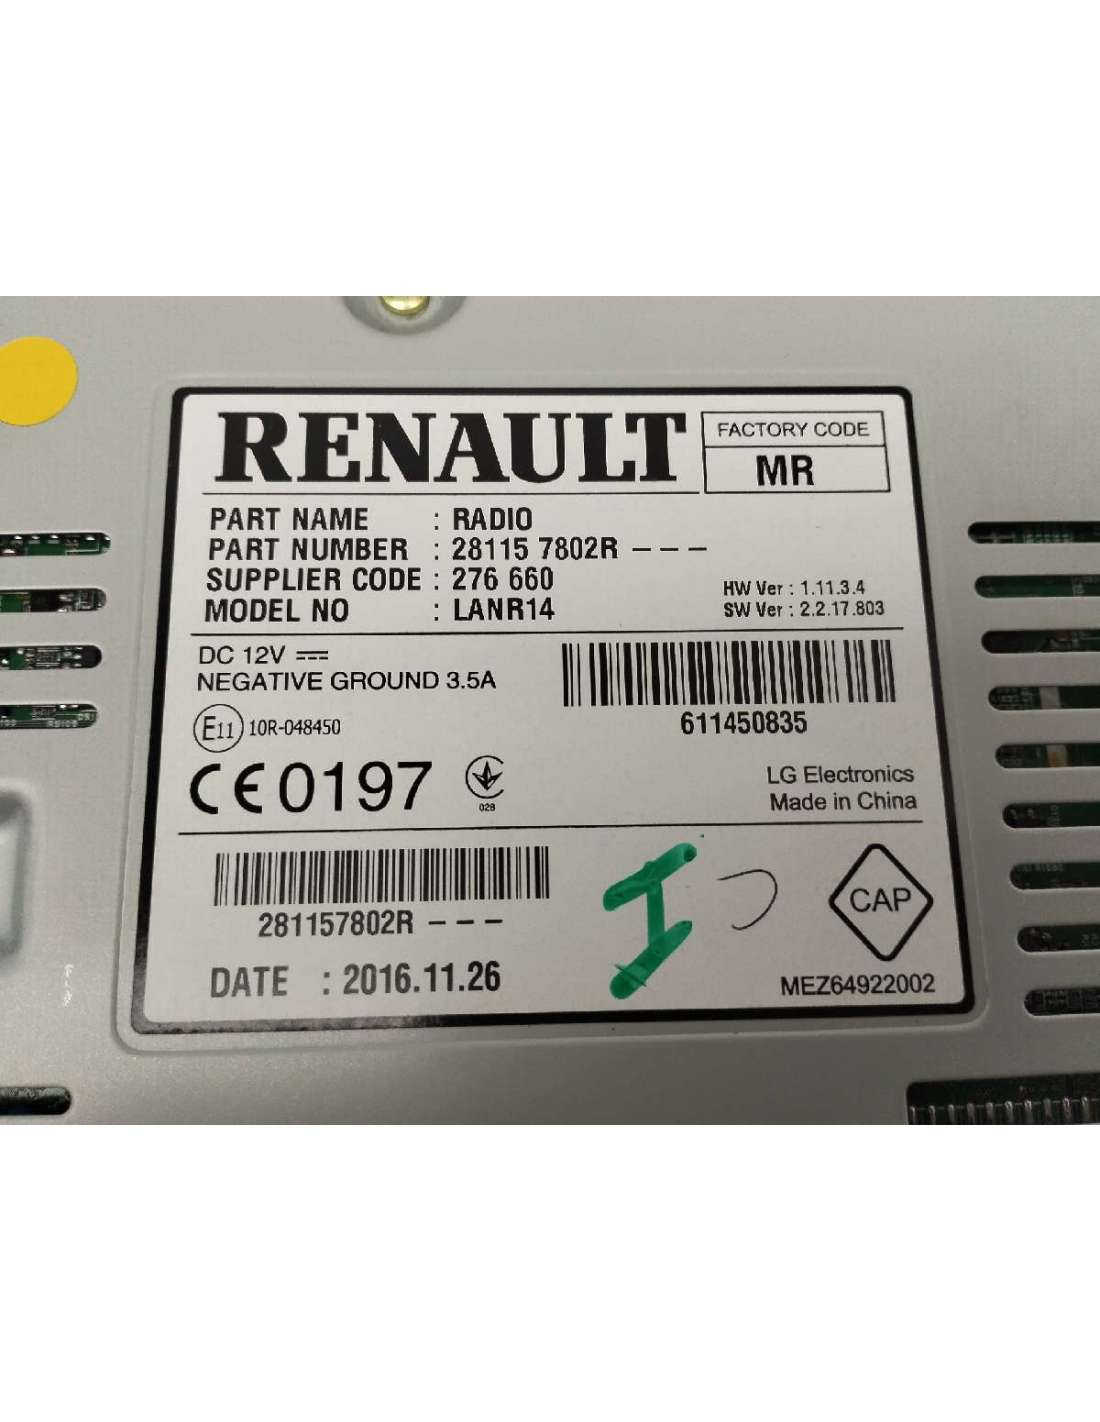 RENAULT
FACTORY CODE
MR
PART NAME : RADIO
PART NUMBER : 28115 7802R – – –
SUPPLIER CODE : 276 660
MODEL NO : LANR14
HW Ver : 1.11.3.4
SW Ver : 2.2.17.803
DC 12V
NEGATIVE GROUND 3.5A
611450835
E11 10R-048450
CE0197
028
LG Electronics
Made in China
281157802R – – –
I
CAP
DATE : 2016.11.26
MEZ64922002